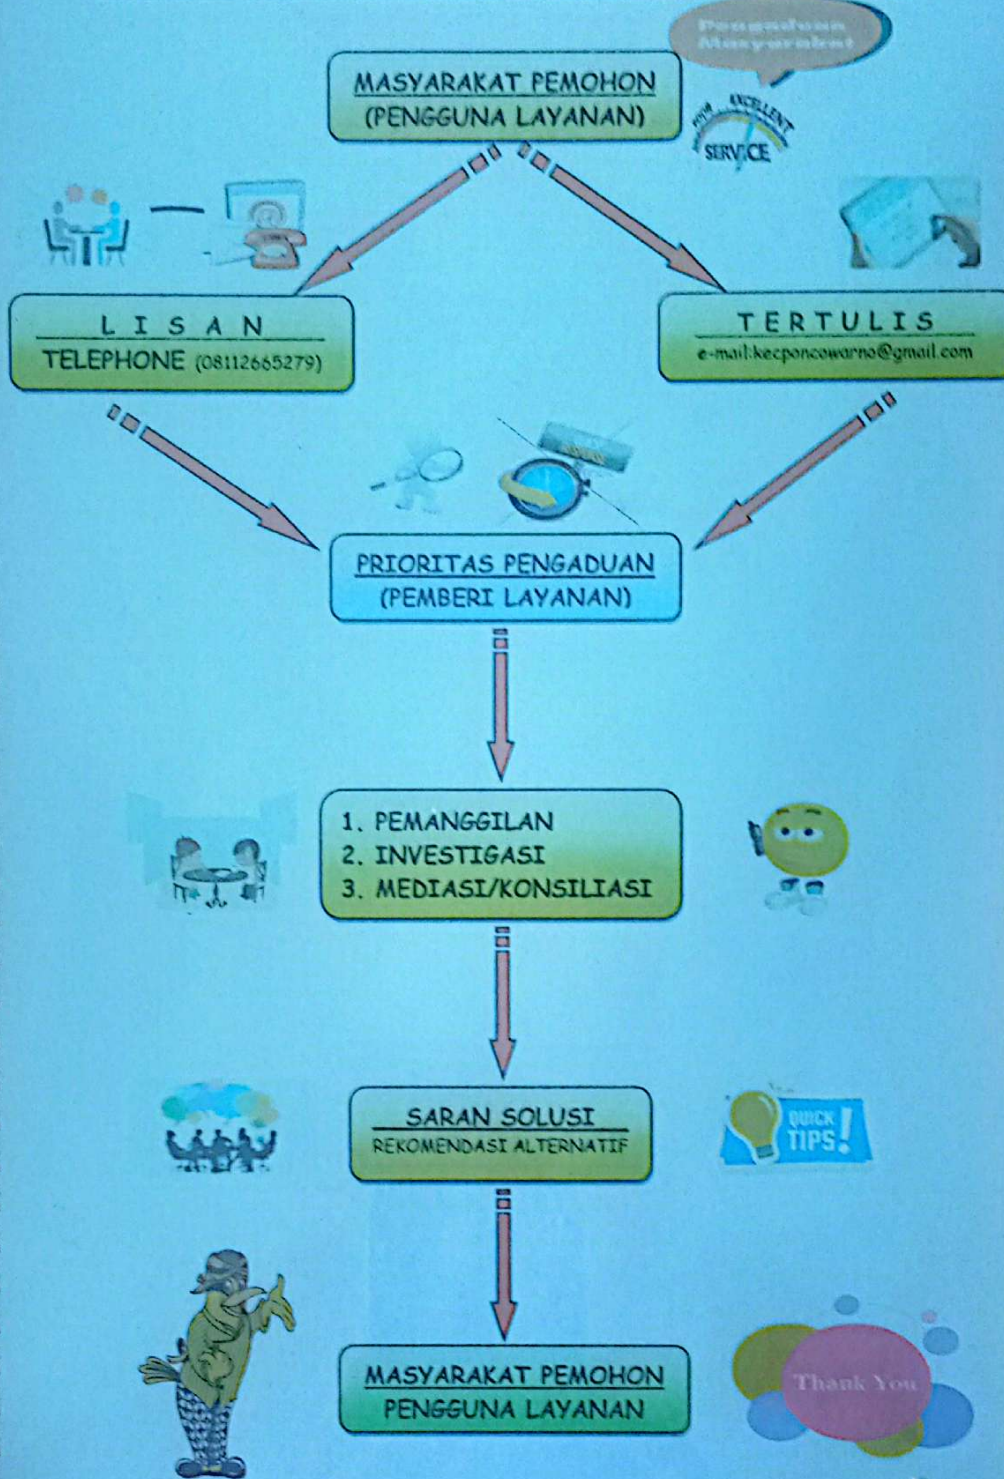 Pengaduan
Masyarakat
MASYARAKAT PEMOHON
(PENGGUNA LAYANAN)
POOR EXCELLENT
SERVICE
L I S A N
TELEPHONE (08112665279)
T E R T U L I S
e-mail:kecponcowarno@gmail.com
PRIORITAS PENGADUAN
(PEMBERI LAYANAN)
1. PEMANGGILAN
2. INVESTIGASI
3. MEDIASI/KONSILIASI
SARAN SOLUSI
REKOMENDASI ALTERNATIF
QUICK
TIPS!
MASYARAKAT PEMOHON
PENGGUNA LAYANAN
Thank You